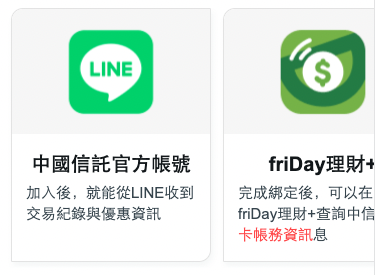 LINE
中國信託官方帳號
加入後，就能從LINE收到
交易紀錄與優惠資訊
$
friDay理財+
完成綁定後，可以在
friDay理財+查詢中信
卡帳務資訊息